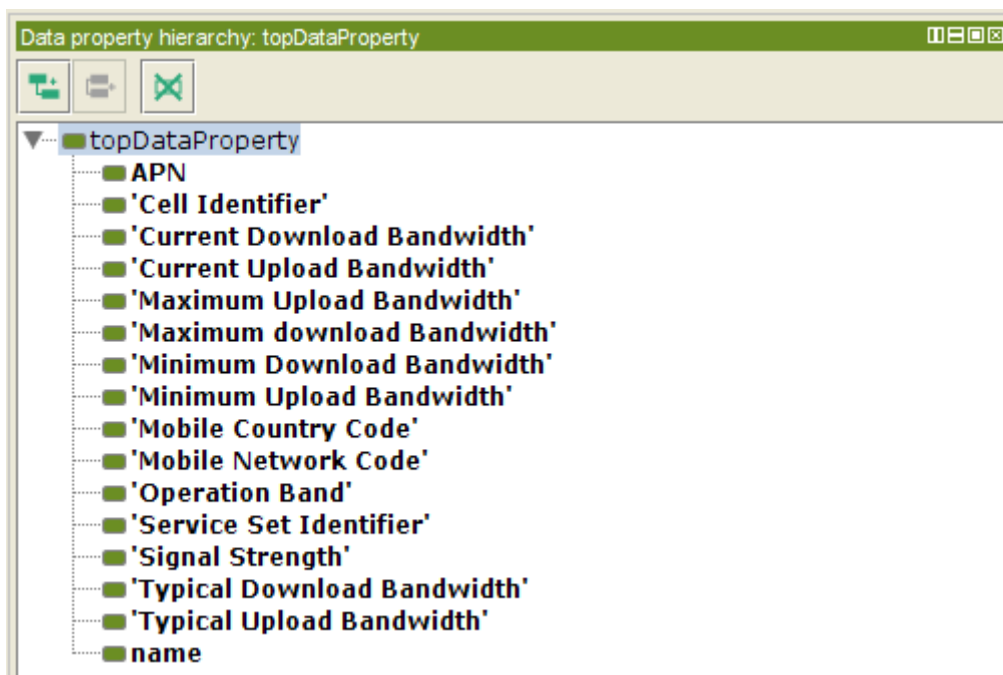 Data property hierarchy: topDataProperty
topDataProperty
APN
'Cell Identifier'
'Current Download Bandwidth'
'Current Upload Bandwidth'
'Maximum Upload Bandwidth'
'Maximum download Bandwidth'
'Minimum Download Bandwidth'
'Minimum Upload Bandwidth'
'Mobile Country Code'
'Mobile Network Code'
'Operation Band'
'Service Set Identifier'
'Signal Strength'
'Typical Download Bandwidth'
'Typical Upload Bandwidth'
name